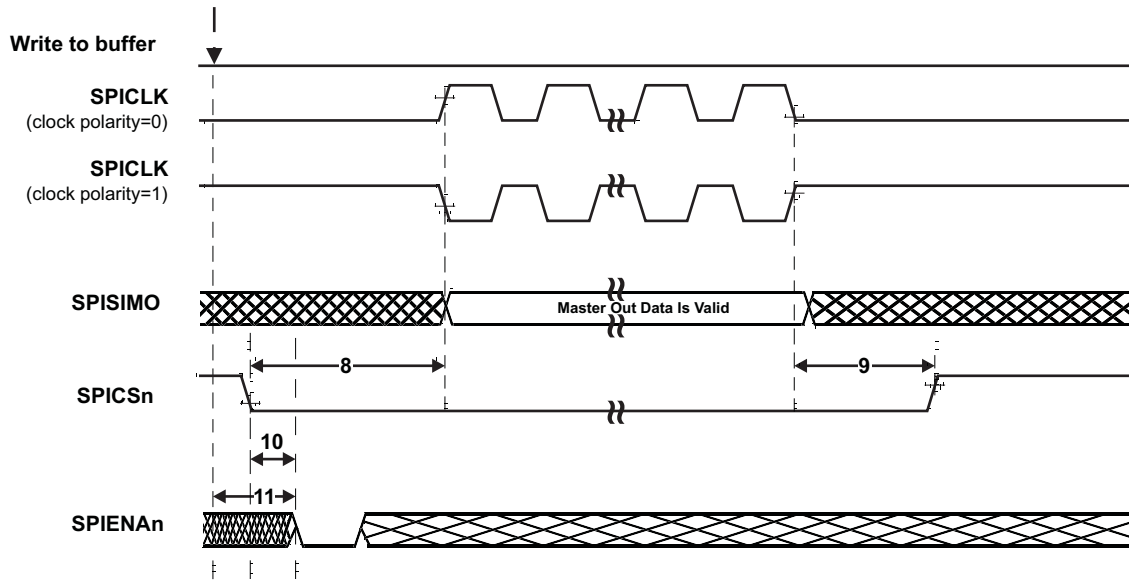 Write to buffer
SPICLK
(clock polarity=0)
SPICLK
(clock polarity=1)
SPISIMO
Master Out Data Is Valid
8
9
SPICSn
10
11
SPIENAn